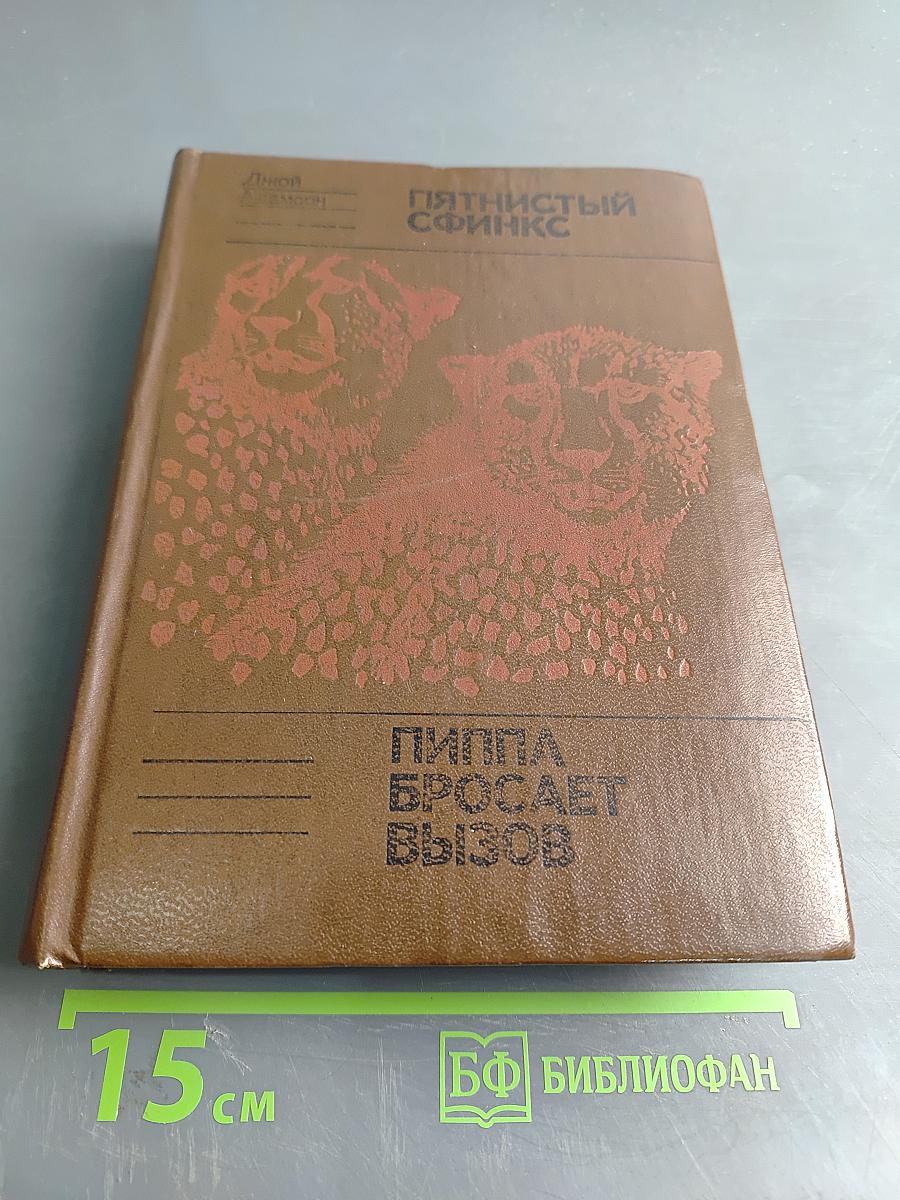 Джой
Адамсон
ПЯТНИСТЫЙ
СФИНКС
ПИППА
БРОСАЕТ
ВЫЗОВ
15 см
БФ БИБЛИОФАН